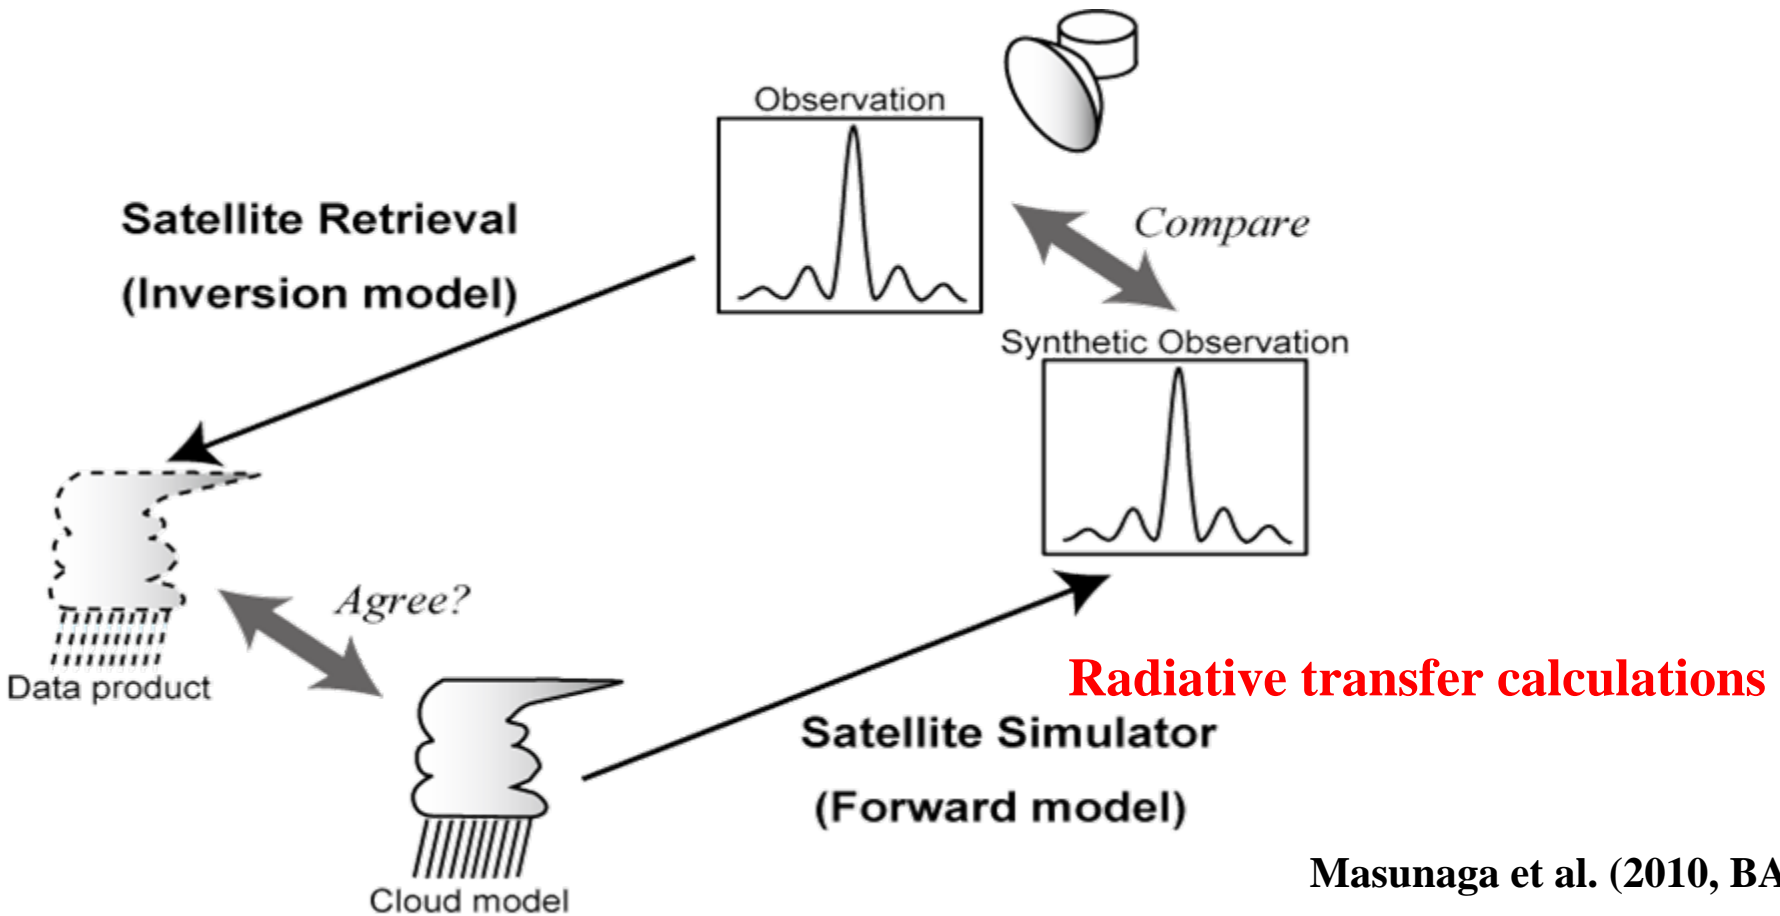 Observation
Satellite Retrieval
(Inversion model)
Compare
Synthetic Observation
Agree?
Data product
Radiative transfer calculations
Satellite Simulator
(Forward model)
Cloud model
Masunaga et al. (2010, BA